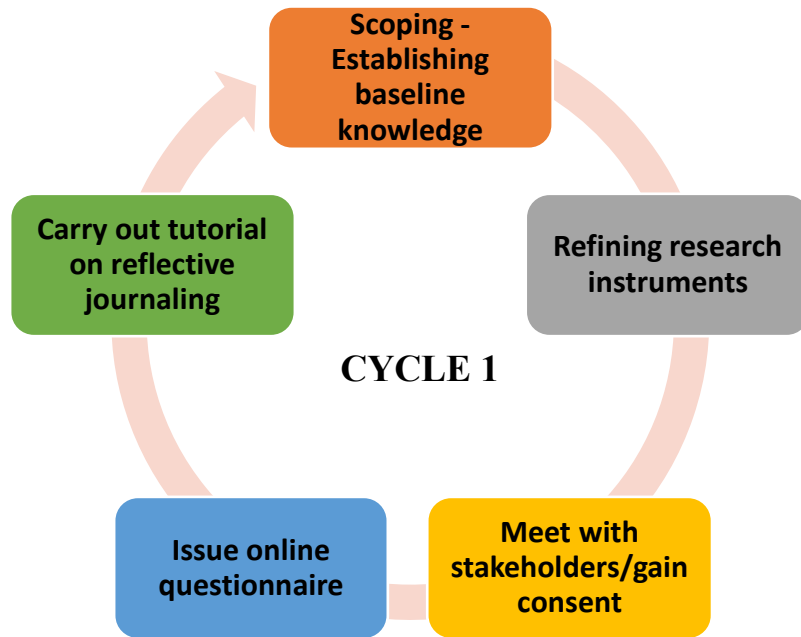 Scoping -
Establishing
baseline
knowledge
Refining research
instruments
Meet with
stakeholders/gain
consent
Issue online
questionnaire
Carry out tutorial
on reflective
journaling
CYCLE 1